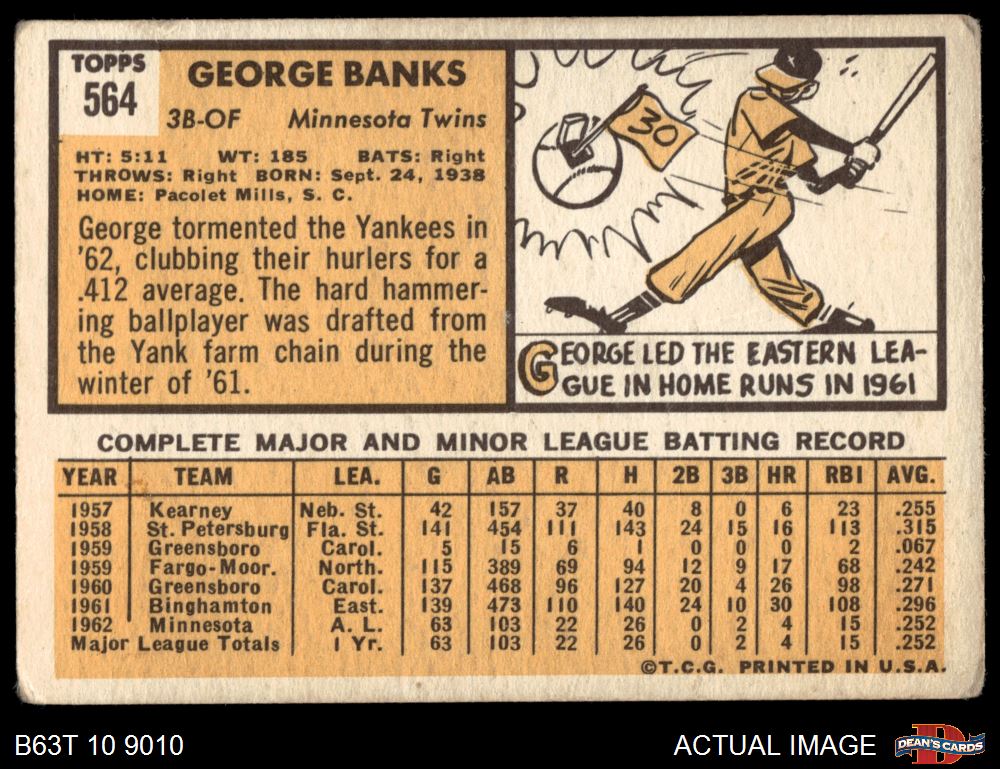 TOPPS
564
GEORGE BANKS
3B-OF Minnesota Twins
HT: 5:11 WT: 185 BATS: Right
THROWS: Right BORN: Sept. 24, 1938
HOME: Pacolet Mills, S. C.
George tormented the Yankees in
'62, clubbing their hurlers for a
.412 average. The hard hammer-
ing ballplayer was drafted from
the Yank farm chain during the
winter of '61.
30
GEORGE LED THE EASTERN LEA-
GUE IN HOME RUNS IN 1961
COMPLETE MAJOR AND MINOR LEAGUE BATTING RECORD
YEAR TEAM LEA. G AB R H 2B 3B HR RBI AVG.
1957 Kearney Neb. St. 42 157 37 40 8 0 6 23 .255
1958 St. Petersburg Fla. St. 141 454 111 143 24 15 16 113 .315
1959 Greensboro Carol. 5 15 6 1 0 0 0 2 .067
1959 Fargo-Moor. North. 115 389 69 94 12 9 17 68 .242
1960 Greensboro Carol. 137 468 96 127 20 4 26 98 .271
1961 Binghamton East. 139 473 110 140 24 10 30 108 .296
1962 Minnesota A. L. 63 103 22 26 0 2 4 15 .252
Major League Totals 1 Yr. 63 103 22 26 0 2 4 15 .252
©T.C.G. PRINTED IN U.S.A.
B63T 10 9010
ACTUAL IMAGE
D
DEAN'S CARDS